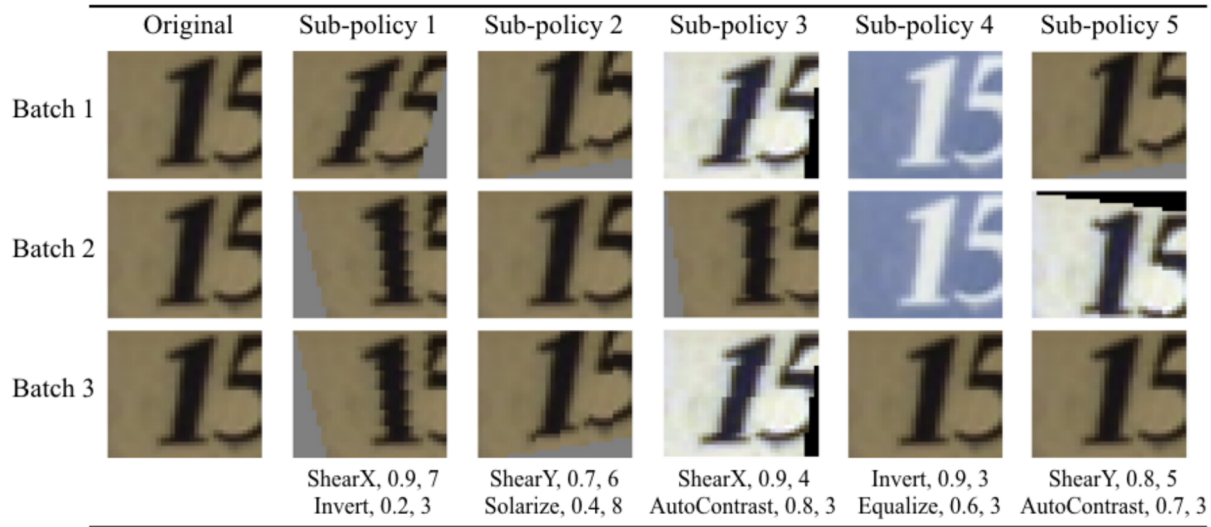 Original Sub-policy 1 Sub-policy 2 Sub-policy 3 Sub-policy 4 Sub-policy 5
Batch 1 15 15 15 15 15 15
Batch 2 15 15 15 15 15 15
Batch 3 15 15 15 15 15 15
ShearX, 0.9, 7 ShearY, 0.7, 6 ShearX, 0.9, 4 Invert, 0.9, 3 ShearY, 0.8, 5
Invert, 0.2, 3 Solarize, 0.4, 8 AutoContrast, 0.8, 3 Equalize, 0.6, 3 AutoContrast, 0.7, 3